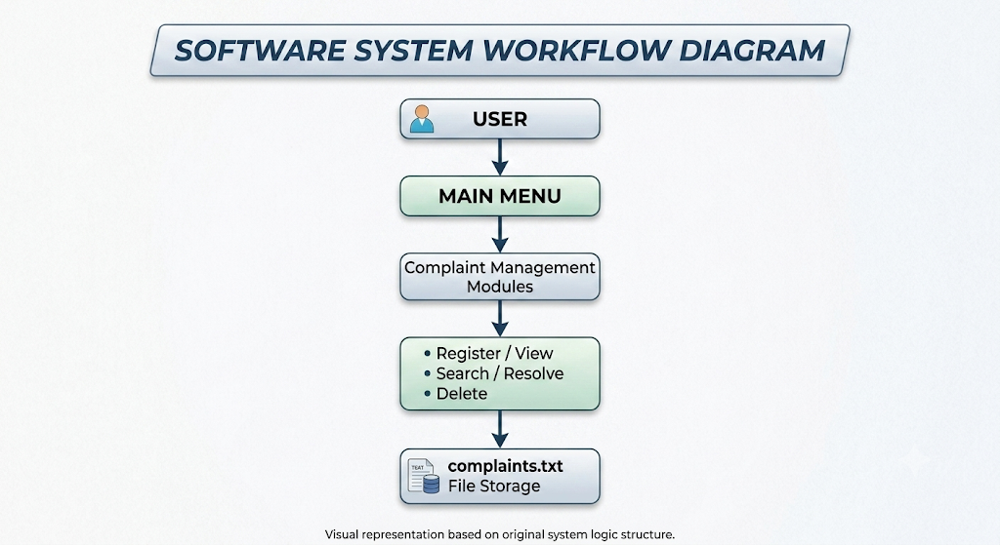 SOFTWARE SYSTEM WORKFLOW DIAGRAM
USER
MAIN MENU
Complaint Management
Modules
• Register / View
• Search / Resolve
• Delete
TEAT
complaints.txt
File Storage
Visual representation based on original system logic structure.